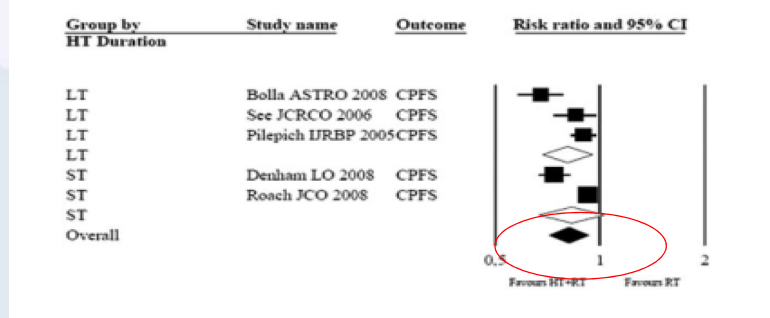 Group by Study name Outcome Risk ratio and 95% CI
HT Duration
LT Bolla ASTRO 2008 CPFS
LT See JCRCO 2006 CPFS
LT Pilepich IJRBP 2005 CPFS
LT
ST Denham LO 2008 CPFS
ST Roach JCO 2008 CPFS
ST
Overall
0,5 1 2
Favours HT+RT Favours RT